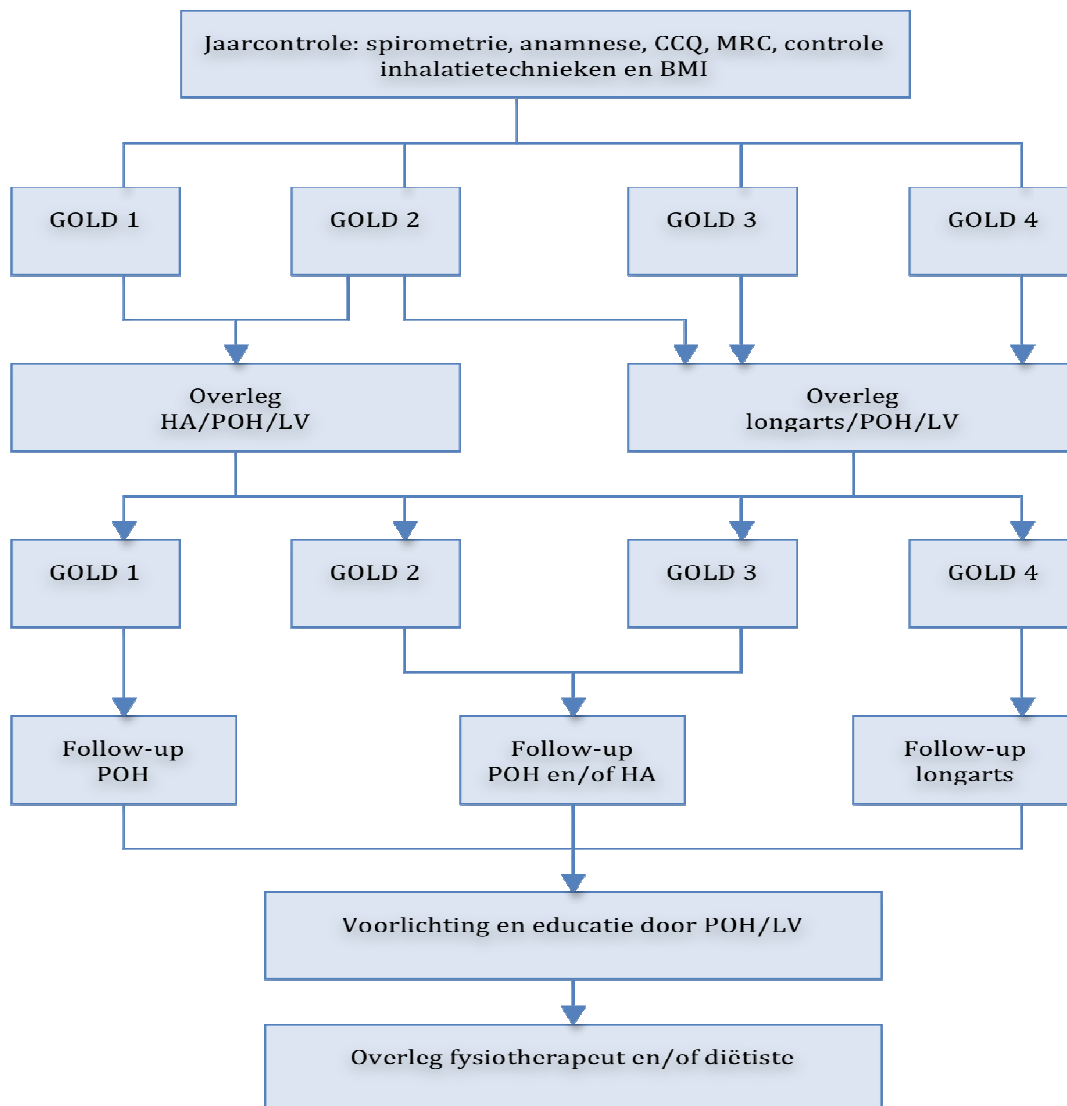 Jaarcontrole: spirometrie, anamnese, CCQ, MRC, controle
inhalatietechnieken en BMI
GOLD 1
GOLD 2
GOLD 3
GOLD 4
Overleg
HA/POH/LV
Overleg
longarts/POH/LV
GOLD 1
GOLD 2
GOLD 3
GOLD 4
Follow-up
POH
Follow-up
POH en/of HA
Follow-up
longarts
Voorlichting en educatie door POH/LV
Overleg fysiotherapeut en/of diëtiste